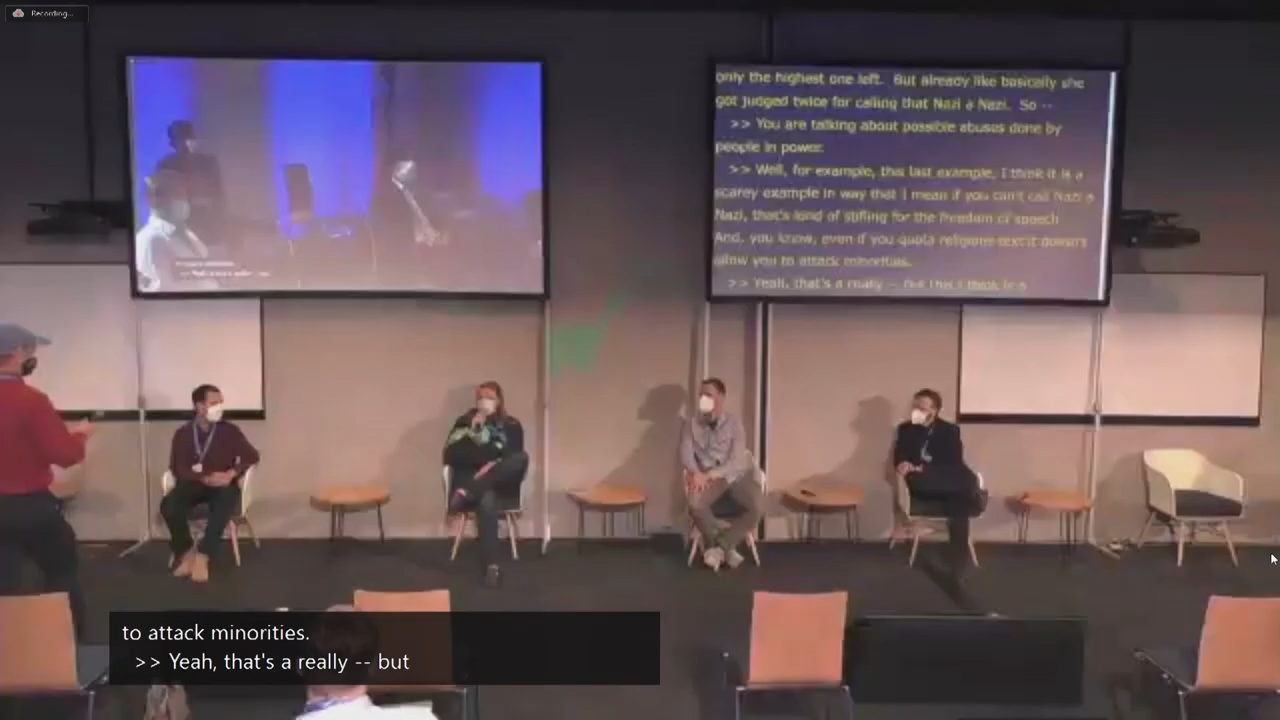 Recording...
only the highest one left. But already like basically she
got judged twice for calling that Nazi a Nazi. So --
>> You are talking about possible abuses done by
people in power.
>> Well, for example, this last example, I think it is a
scarey example in way that I mean if you can't call Nazi a
Nazi, that's kind of stifling for the freedom of speech
And, you know, even if you quota religious text it doesn't
allow you to attack minorities.
>> Yeah, that's a really -- but
to attack minorities.
>> Yeah, that's a really -- but